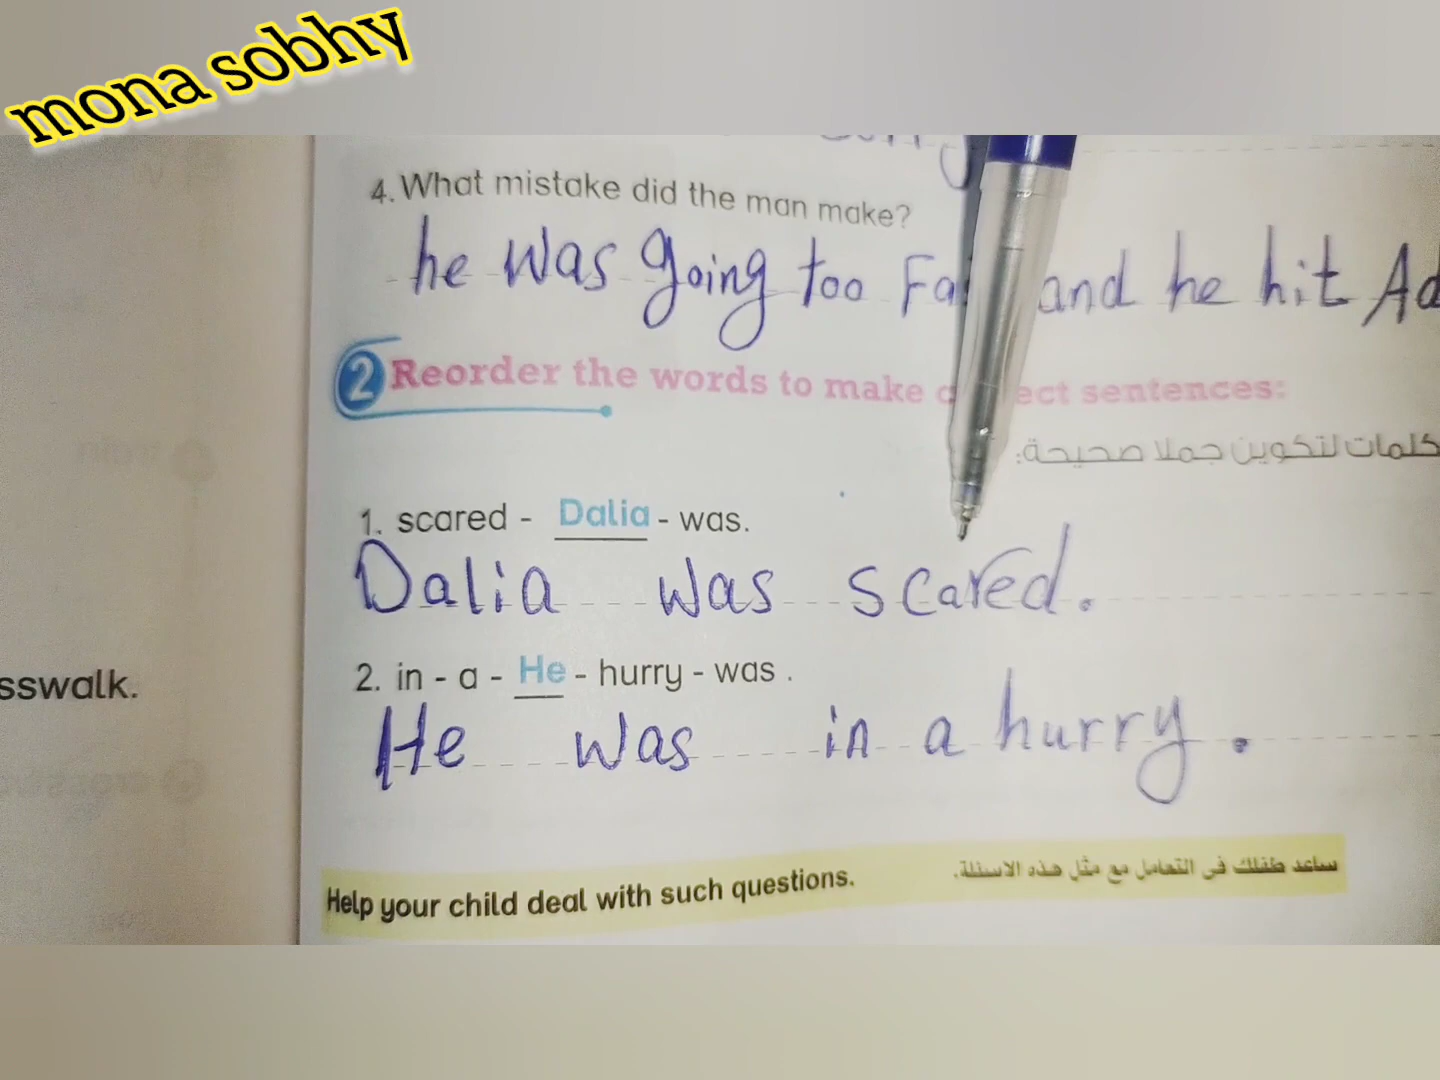 mona sobhy
4. What mistake did the man make?
he was going too and he hit
2 Reorder the words to make sentences:
كلمات لتكوين جملا صحيحة:
1. scared - Dalia - was.
Dalia was scared.
2. in - a - He - hurry - was .
He was in a hurry.
sswalk.
Help your child deal with such questions.
ساعد طفلك في التعامل مع مثل هذه الاسئلة.